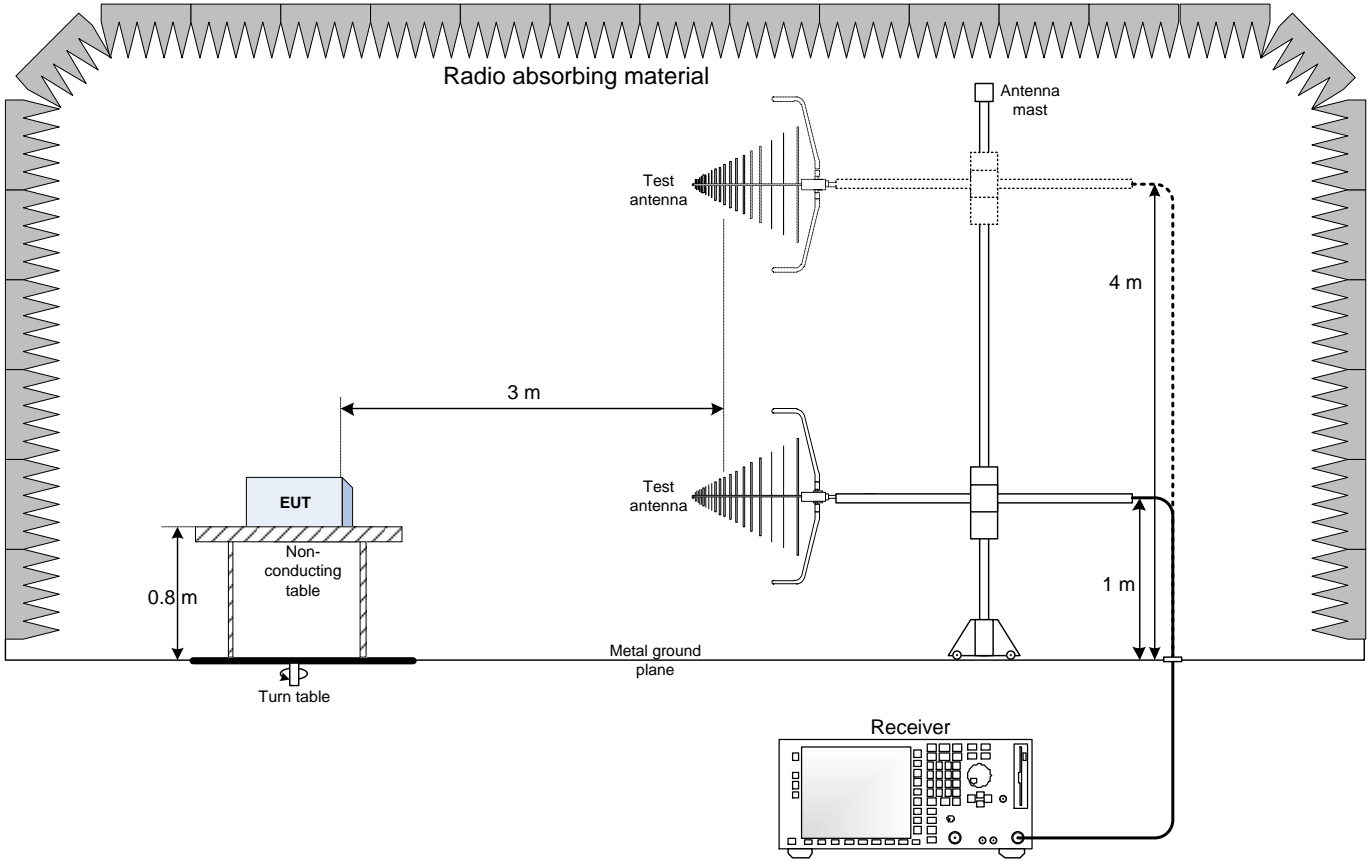 Radio absorbing material
Antenna
mast
Test
antenna
4 m
3 m
Test
antenna
EUT
Non-
conducting
table
0.8 m
1 m
Metal ground
plane
Turn table
Receiver